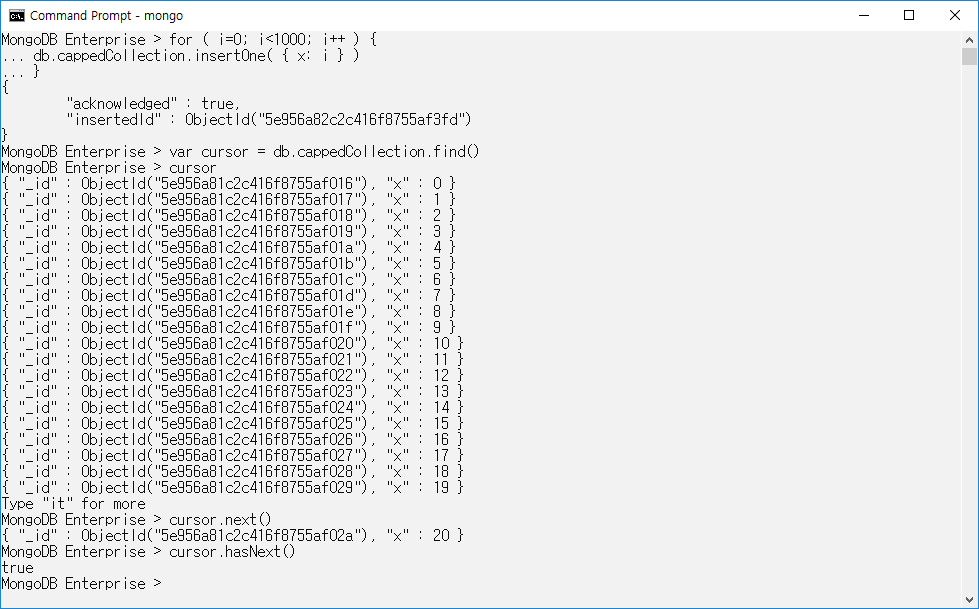 Command Prompt - mongo
MongoDB Enterprise > for ( i=0; i<1000; i++ ) {
... db.cappedCollection.insertOne( { x: i } )
... }
{
        "acknowledged" : true,
        "insertedId" : ObjectId("5e956a82c2c416f8755af3fd")
}
MongoDB Enterprise > var cursor = db.cappedCollection.find()
MongoDB Enterprise > cursor
{ "_id" : ObjectId("5e956a81c2c416f8755af016"), "x" : 0 }
{ "_id" : ObjectId("5e956a81c2c416f8755af017"), "x" : 1 }
{ "_id" : ObjectId("5e956a81c2c416f8755af018"), "x" : 2 }
{ "_id" : ObjectId("5e956a81c2c416f8755af019"), "x" : 3 }
{ "_id" : ObjectId("5e956a81c2c416f8755af01a"), "x" : 4 }
{ "_id" : ObjectId("5e956a81c2c416f8755af01b"), "x" : 5 }
{ "_id" : ObjectId("5e956a81c2c416f8755af01c"), "x" : 6 }
{ "_id" : ObjectId("5e956a81c2c416f8755af01d"), "x" : 7 }
{ "_id" : ObjectId("5e956a81c2c416f8755af01e"), "x" : 8 }
{ "_id" : ObjectId("5e956a81c2c416f8755af01f"), "x" : 9 }
{ "_id" : ObjectId("5e956a81c2c416f8755af020"), "x" : 10 }
{ "_id" : ObjectId("5e956a81c2c416f8755af021"), "x" : 11 }
{ "_id" : ObjectId("5e956a81c2c416f8755af022"), "x" : 12 }
{ "_id" : ObjectId("5e956a81c2c416f8755af023"), "x" : 13 }
{ "_id" : ObjectId("5e956a81c2c416f8755af024"), "x" : 14 }
{ "_id" : ObjectId("5e956a81c2c416f8755af025"), "x" : 15 }
{ "_id" : ObjectId("5e956a81c2c416f8755af026"), "x" : 16 }
{ "_id" : ObjectId("5e956a81c2c416f8755af027"), "x" : 17 }
{ "_id" : ObjectId("5e956a81c2c416f8755af028"), "x" : 18 }
{ "_id" : ObjectId("5e956a81c2c416f8755af029"), "x" : 19 }
Type "it" for more
MongoDB Enterprise > cursor.next()
{ "_id" : ObjectId("5e956a81c2c416f8755af02a"), "x" : 20 }
MongoDB Enterprise > cursor.hasNext()
true
MongoDB Enterprise >